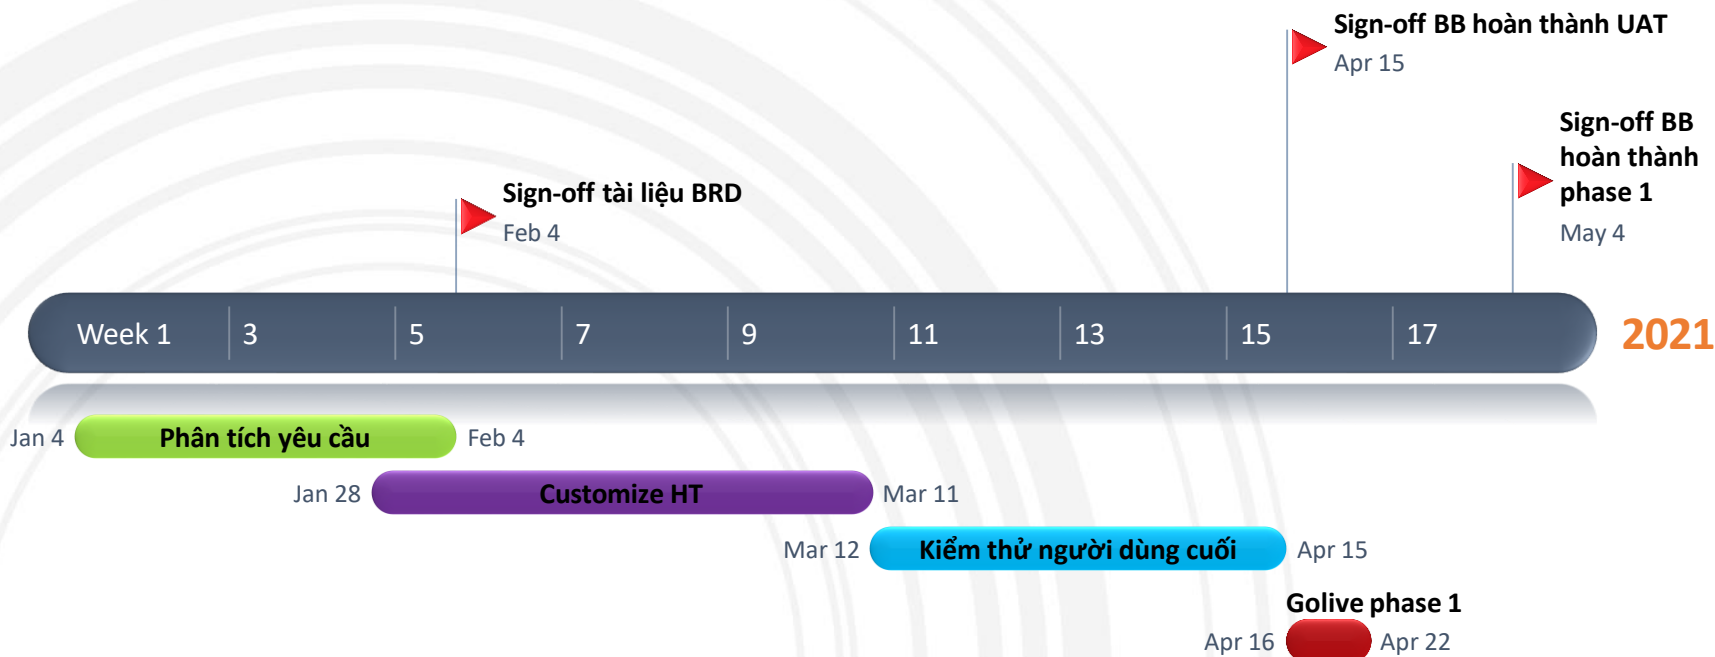 Sign-off BB hoàn thành UAT
Apr 15
Sign-off BB
hoàn thành
phase 1
May 4
Sign-off tài liệu BRD
Feb 4
Week 1 3 5 7 9 11 13 15 17 2021
Jan 4 Phân tích yêu cầu Feb 4
Jan 28 Customize HT Mar 11
Mar 12 Kiểm thử người dùng cuối Apr 15
Golive phase 1
Apr 16 Apr 22